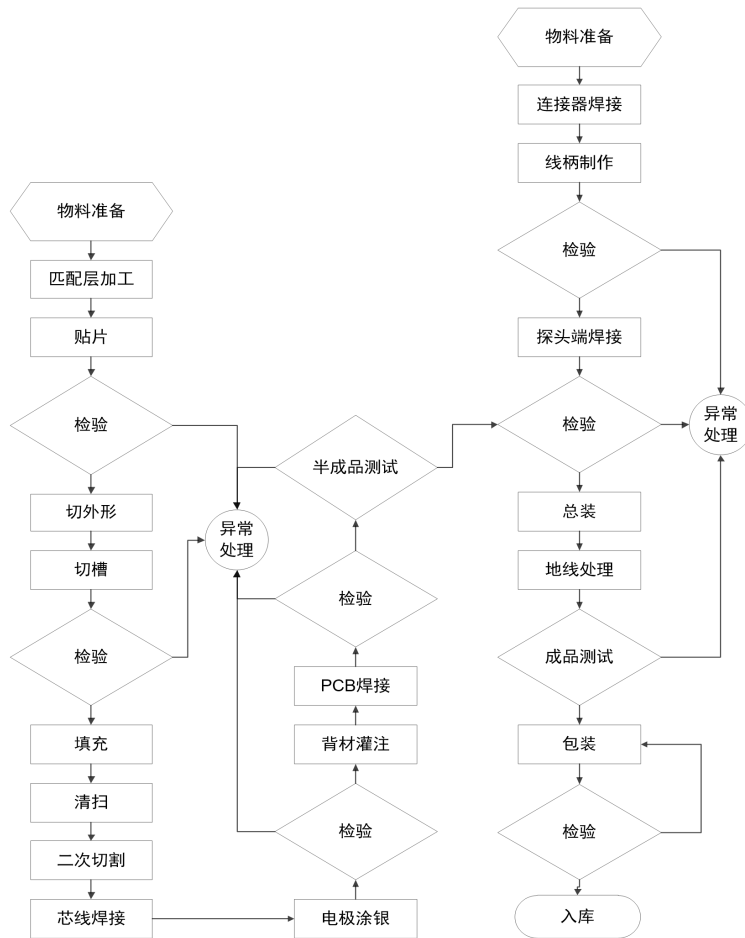 物料准备
匹配层加工
贴片
检验
切外形
切槽
检验
填充
清扫
二次切割
芯线焊接
电极涂银
检验
背材灌注
PCB焊接
检验
半成品测试
异常
处理
物料准备
连接器焊接
线柄制作
检验
探头端焊接
检验
总装
地线处理
成品测试
包装
检验
入库
异常
处理